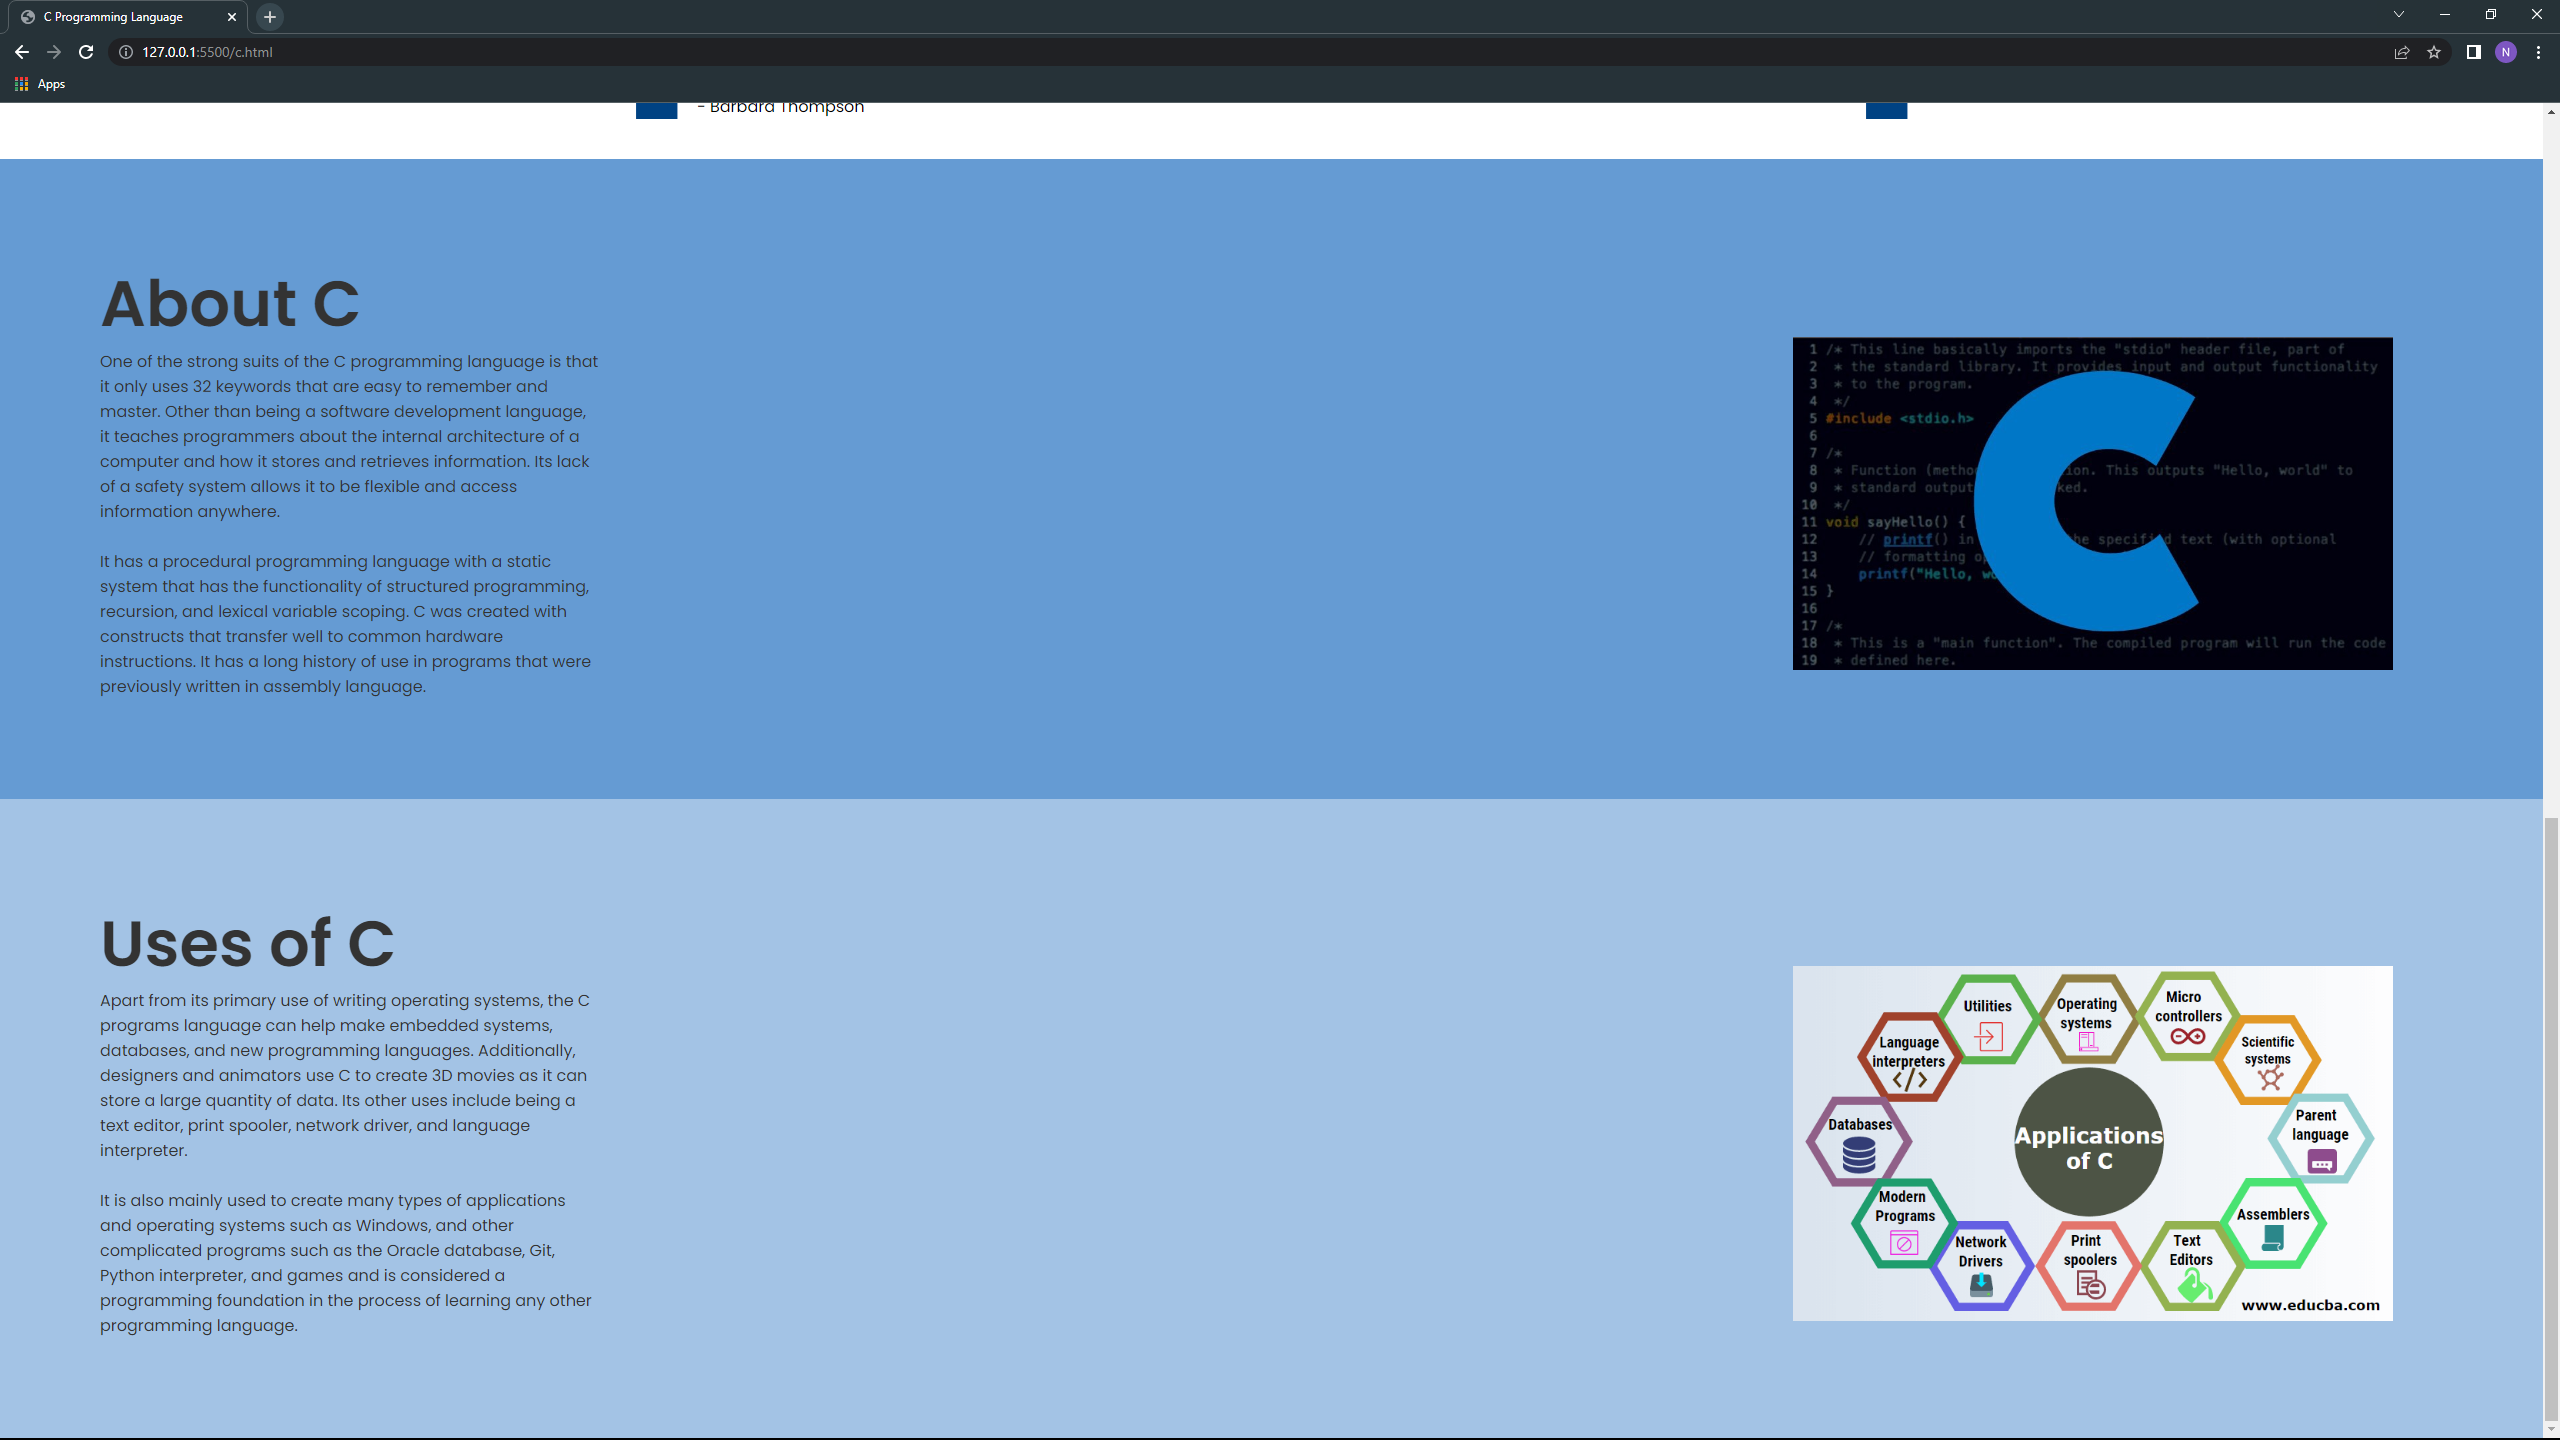 C Programming Language
127.0.0.1:5500/c.html
N
Apps
- Barbara Thompson
About C
One of the strong suits of the C programming language is that
it only uses 32 keywords that are easy to remember and
master. Other than being a software development language,
it teaches programmers about the internal architecture of a
computer and how it stores and retrieves information. Its lack
of a safety system allows it to be flexible and access
information anywhere.
It has a procedural programming language with a static
system that has the functionality of structured programming,
recursion, and lexical variable scoping. C was created with
constructs that transfer well to common hardware
instructions. It has a long history of use in programs that were
previously written in assembly language.
1 /* This line basically imports the "stdio" header file, part of
2 * the standard library. It provides input and output functionality
3 * to the program.
4 */
5 #include <stdio.h>
6
7 /*
8 * Function (metho ion. This outputs "Hello, world" to
9 * standard output ked.
10 */
11 void sayHello() {
12 // printf() in he specified text (with optional
13 // formatting o
14 printf("Hello, wo
15 }
16
17 /*
18 * This is a "main function". The compiled program will run the code
19 * defined here.
C
Uses of C
Apart from its primary use of writing operating systems, the C
programs language can help make embedded systems,
databases, and new programming languages. Additionally,
designers and animators use C to create 3D movies as it can
store a large quantity of data. Its other uses include being a
text editor, print spooler, network driver, and language
interpreter.
It is also mainly used to create many types of applications
and operating systems such as Windows, and other
complicated programs such as the Oracle database, Git,
Python interpreter, and games and is considered a
programming foundation in the process of learning any other
programming language.
Utilities
Operating
systems
Micro
controllers
Language
interpreters
Scientific
systems
Databases
Parent
language
Applications
of C
Modern
Programs
Assemblers
Network
Drivers
Print
spoolers
Text
Editors
www.educba.com